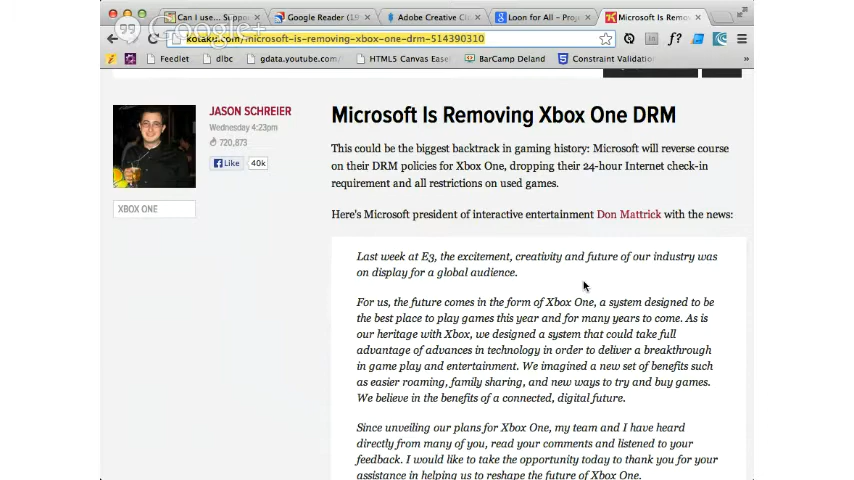 Can I use... Suppo
Google Reader (19
Adobe Creative Cl
Loon for All – Proj
Microsoft Is Remov
Google+
kotaku.com/microsoft-is-removing-xbox-one-drm-514390310
f?
Feedlet
dlbc
gdata.youtube.com/
HTML5 Canvas Ease
BarCamp Deland
Constraint Validatio
»
JASON SCHREIER
Wednesday 4:23pm
720,873
Like
40k
XBOX ONE
Microsoft Is Removing Xbox One DRM
This could be the biggest backtrack in gaming history: Microsoft will reverse course
on their DRM policies for Xbox One, dropping their 24-hour Internet check-in
requirement and all restrictions on used games.
Here's Microsoft president of interactive entertainment Don Mattrick with the news:
Last week at E3, the excitement, creativity and future of our industry was
on display for a global audience.
For us, the future comes in the form of Xbox One, a system designed to be
the best place to play games this year and for many years to come. As is
our heritage with Xbox, we designed a system that could take full
advantage of advances in technology in order to deliver a breakthrough
in game play and entertainment. We imagined a new set of benefits such
as easier roaming, family sharing, and new ways to try and buy games.
We believe in the benefits of a connected, digital future.
Since unveiling our plans for Xbox One, my team and I have heard
directly from many of you, read your comments and listened to your
feedback. I would like to take the opportunity today to thank you for your
assistance in helping us to reshape the future of Xbox One.